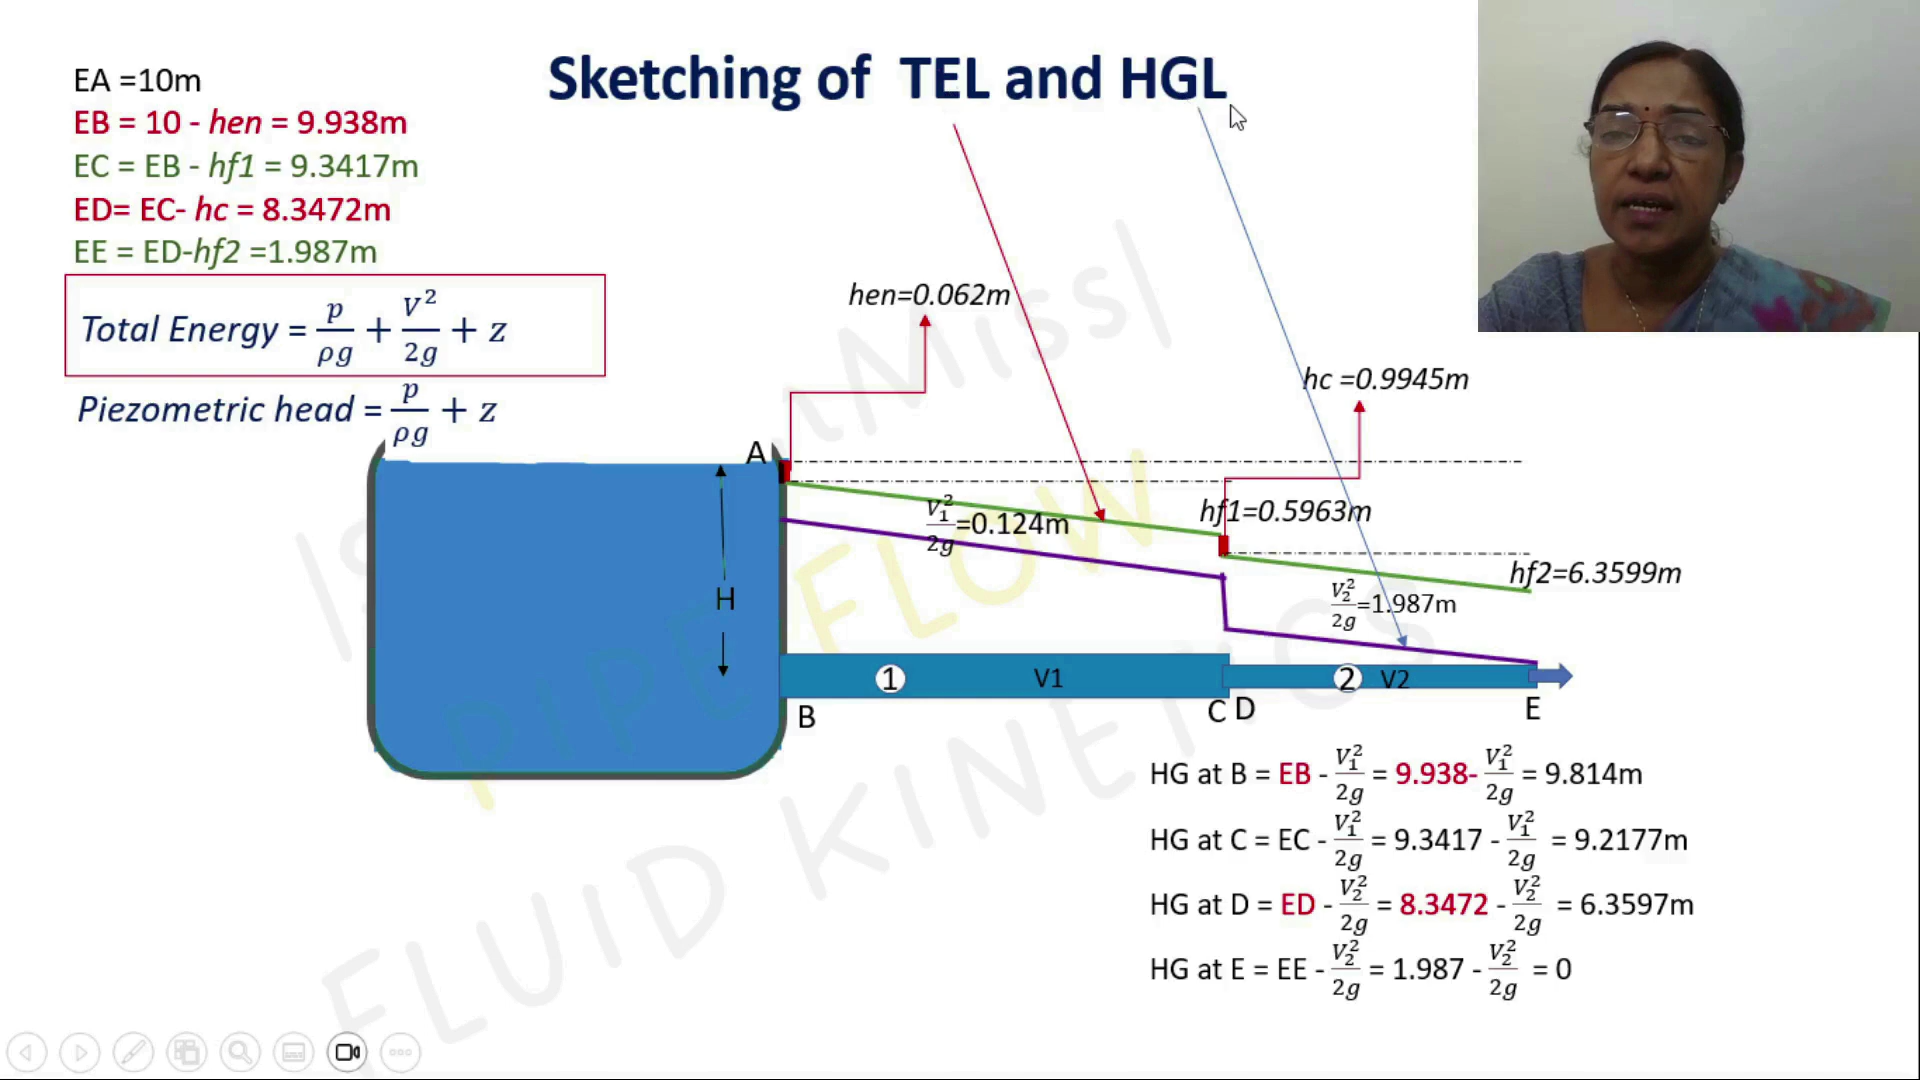 Sketching of TEL and HGL
EA =10m
EB = 10 - hen = 9.938m
EC = EB - hf1 = 9.3417m
ED= EC- hc = 8.3472m
EE = ED-hf2 =1.987m
Total Energy = p/ρg + V²/2g + z
Piezometric head = p/ρg + z
hen=0.062m
hc =0.9945m
A
V₁²/2g=0.124m
hf1=0.5963m
hf2=6.3599m
V₂²/2g=1.987m
H
1 V1
2 V2
B
C D
E
HG at B = EB - V₁²/2g = 9.938- V₁²/2g = 9.814m
HG at C = EC - V₁²/2g = 9.3417 - V₁²/2g = 9.2177m
HG at D = ED - V₂²/2g = 8.3472 - V₂²/2g = 6.3597m
HG at E = EE - V₂²/2g = 1.987 - V₂²/2g = 0
PIPE FLOW
FLUID KINETICS